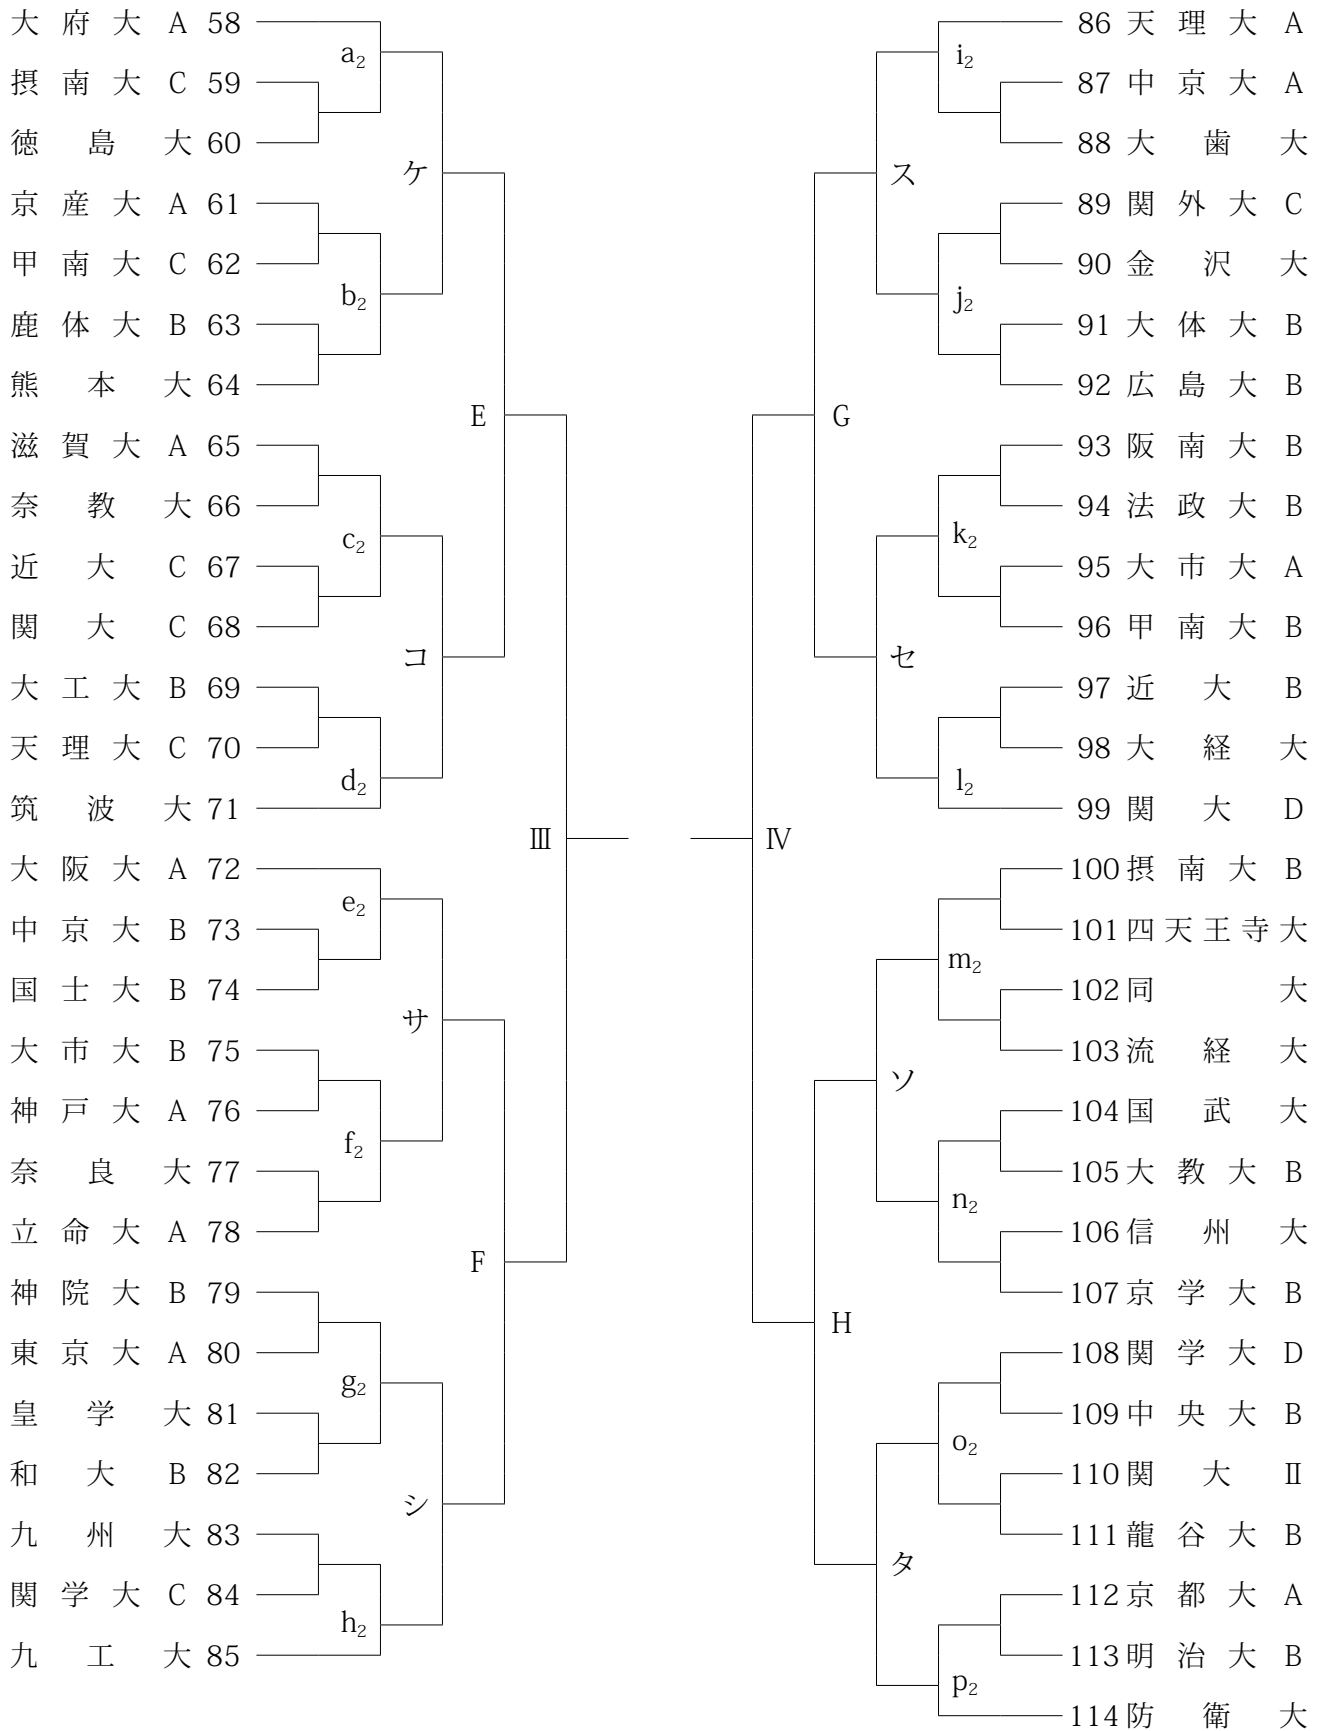 大府大A 58
a₂
摂南大C 59
徳島大 60
ケ
京産大A 61
甲南大C 62
b₂
鹿体大B 63
熊本大 64
E
滋賀大A 65
奈教大 66
c₂
近大C 67
関大C 68
コ
大工大B 69
天理大C 70
d₂
筑波大 71
Ⅲ
大阪大A 72
e₂
中京大B 73
国士大B 74
サ
大市大B 75
神戸大A 76
f₂
奈良大 77
立命大A 78
F
神院大B 79
東京大A 80
g₂
皇学大 81
和大B 82
シ
九州大 83
関学大C 84
h₂
九工大 85
86 天理大A
i₂
87 中京大A
88 大歯大
ス
89 関外大C
90 金沢大
j₂
91 大体大B
92 広島大B
G
93 阪南大B
94 法政大B
k₂
95 大市大A
96 甲南大B
セ
97 近大B
98 大経大
l₂
99 関大D
Ⅳ
100 摂南大B
101 四天王寺大
m₂
102 同大
103 流経大
ソ
104 国武大
105 大教大B
n₂
106 信州大
107 京学大B
H
108 関学大D
109 中央大B
o₂
110 関大Ⅱ
111 龍谷大B
タ
112 京都大A
113 明治大B
p₂
114 防衛大